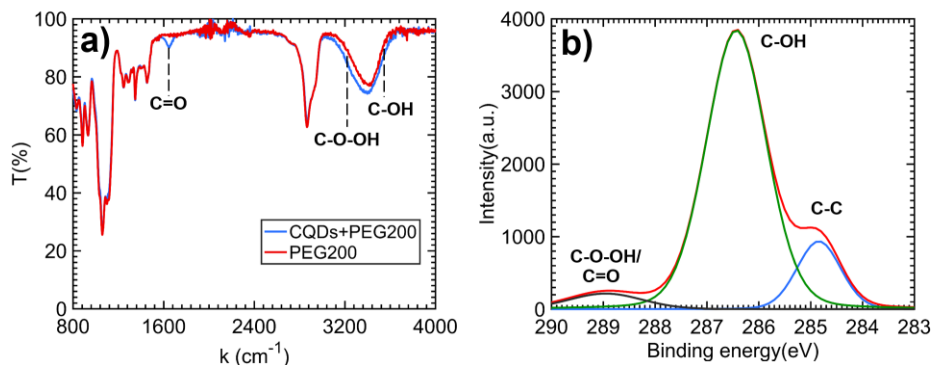 a)
100
80
60
40
20
0
T(%)
C=O
C-O-OH
C-OH
CQDs+PEG200
PEG200
800
1600
2400
3200
4000
k (cm⁻¹)
b)
4000
3000
2000
1000
0
Intensity(a.u.)
C-OH
C-C
C-O-OH/
C=O
290
289
288
287
286
285
284
283
Binding energy(eV)